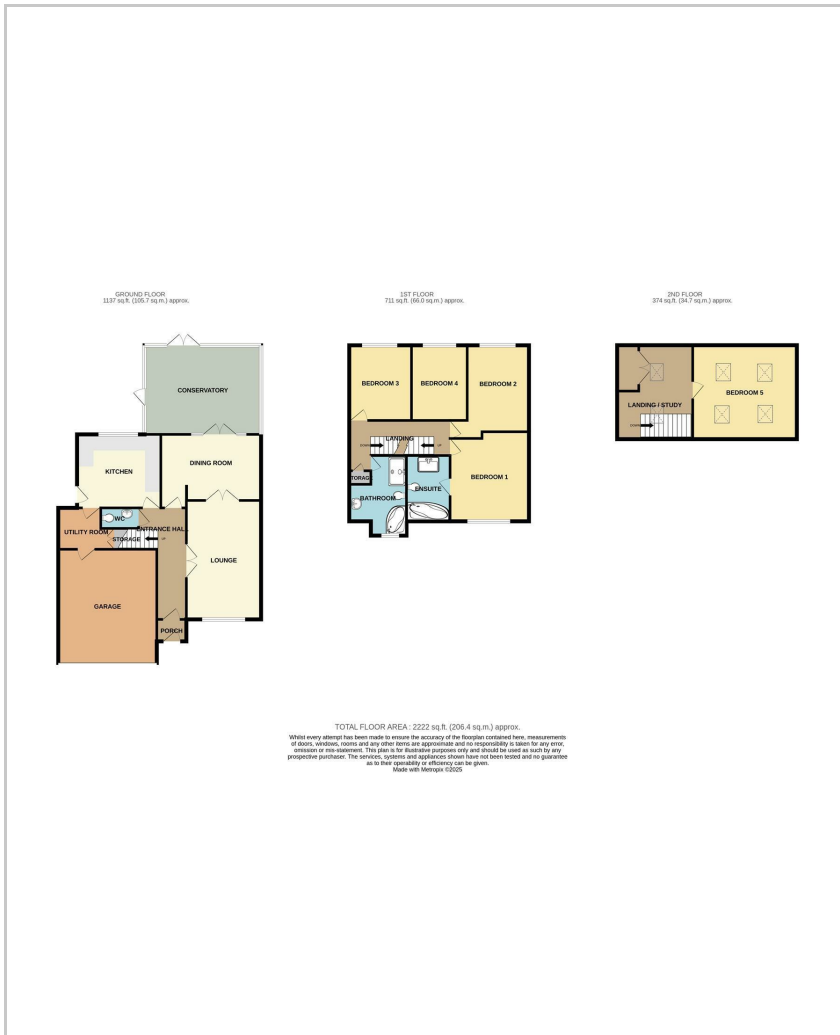 GROUND FLOOR
1137 sq.ft. (105.7 sq.m.) approx.
1ST FLOOR
711 sq.ft. (66.0 sq.m.) approx.
2ND FLOOR
374 sq.ft. (34.7 sq.m.) approx.
CONSERVATORY
KITCHEN
DINING ROOM
WC
ENTRANCE HALL
UTILITY ROOM
STORAGE
UP
LOUNGE
GARAGE
PORCH
BEDROOM 3
BEDROOM 4
BEDROOM 2
LANDING
DOWN
UP
STORAGE
BATHROOM
ENSUITE
BEDROOM 1
LANDING / STUDY
DOWN
BEDROOM 5
TOTAL FLOOR AREA : 2222 sq.ft. (206.4 sq.m.) approx.
Whilst every attempt has been made to ensure the accuracy of the floorplan contained here, measurements
of doors, windows, rooms and any other items are approximate and no responsibility is taken for any error,
omission or mis-statement. This plan is for illustrative purposes only and should be used as such by any
prospective purchaser. The services, systems and appliances shown have not been tested and no guarantee
as to their operability or efficiency can be given.
Made with Metropix ©2025